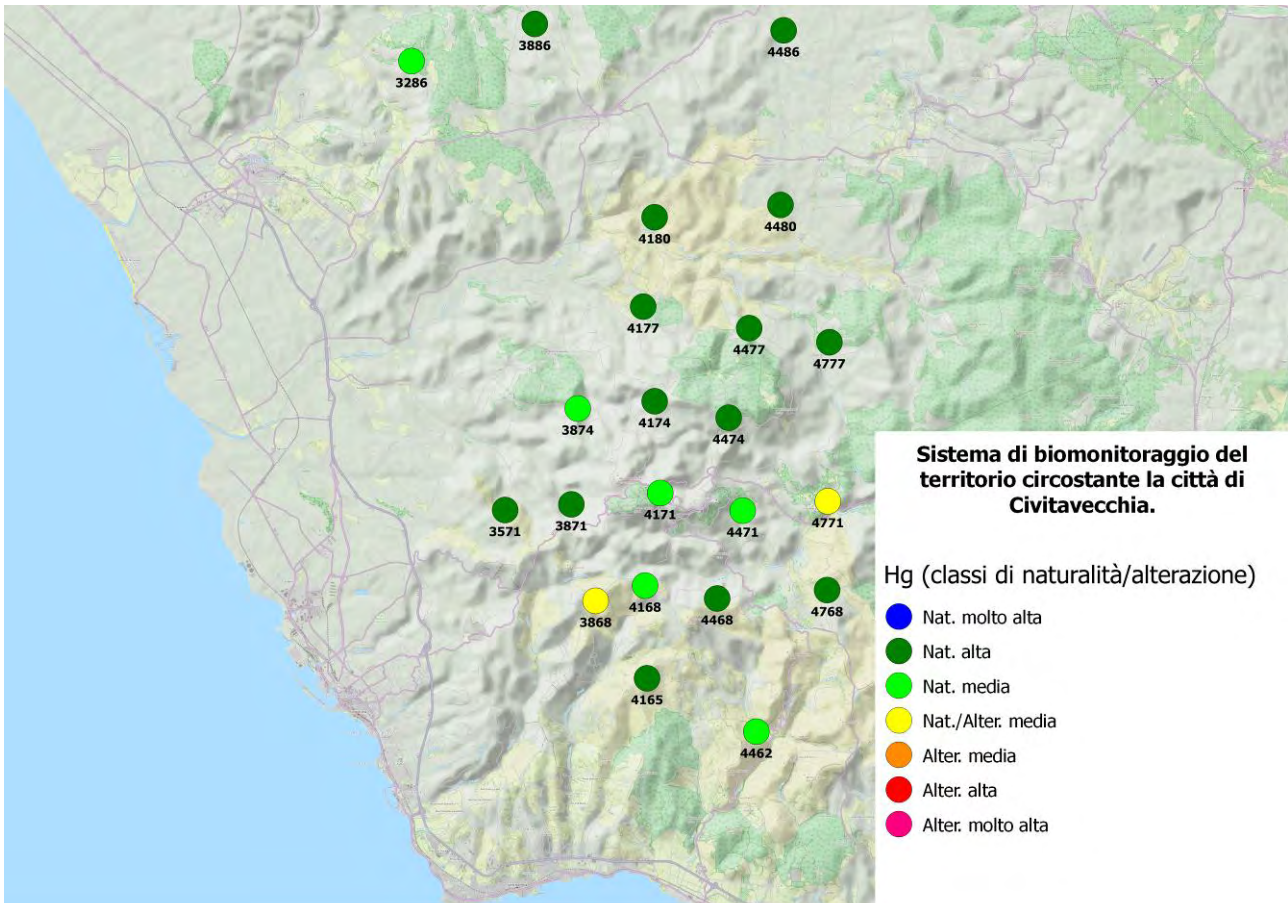 3886
4486
3286
4480
4180
4177
4477
4777
3874
4174
4474
Sistema di biomonitoraggio del
territorio circostante la città di
Civitavecchia.
3571
3871
4171
4471
4771
Hg (classi di naturalità/alterazione)
Nat. molto alta
Nat. alta
Nat. media
Nat./Alter. media
Alter. media
Alter. alta
Alter. molto alta
3868
4168
4468
4768
4165
4462